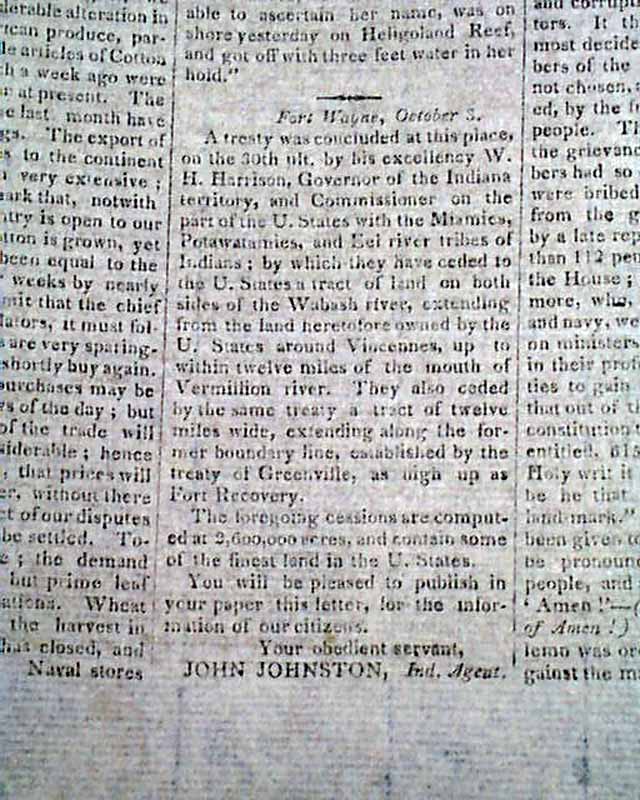 lerable alteration in
rican produce, par-
le articles of Cotton
h a week ago were
r at present. The
e last month have
gs. The export of
s to the continent
very extensive ;
ark that, notwith
ntry is open to our
tton is grown, yet
been equal to the
weeks by nearly
mit that the chief
lators, it must fol-
s are very sparing-
shortly buy again.
purchases may be
rs of the day ; but
of the trade will
siderable ; hence
, that prices will
er, without there
ct of our disputes
be settled. To-
e ; the demand
but prime leaf
ations. Wheat
the harvest in
has closed, and
Naval stores
able to ascertain her name, was on
shore yesterday on Heligoland Reef,
and got off with three feet water in her
hold."
Fort Wayne, October 3.
A treaty was concluded at this place,
on the 30th ult. by his excellency W.
H. Harrison, Governor of the Indiana
territory, and Commissioner on the
part of the U. States with the Miamies,
Potawatamies, and Eel river tribes of
Indians ; by which they have ceded to
the U. States a tract of land on both
sides of the Wabash river, extending
from the land heretofore owned by the
U. States around Vincennes, up to
within twelve miles of the mouth of
Vermillion river. They also ceded
by the same treaty a tract of twelve
miles wide, extending along the for-
mer boundary line, established by the
treaty of Greenville, as high up as
Fort Recovery.
The foregoing cessions are comput-
ed at 2,600,000 acres, and contain some
of the finest land in the U. States.
You will be pleased to publish in
your paper this letter, for the infor-
mation of our citizens.
Your obedient servant,
JOHN JOHNSTON, Ind. Agent.
and corrupti
tors. It th
most decide
bers of the
not chosen,
ed, by the
people. T
the grievanc
bers had so
were bribed
from the g
by a late rep
than 112 pen
the House ;
more, who,
and navy, we
on ministers
in their prof
ties to gain
that out of t
constitution
entitled, 615
Holy writ it
be he that
land-mark."
been given to
be pronounc
people, and
' Amen !'—(
of Amen !)
lemn was or
gainst the m